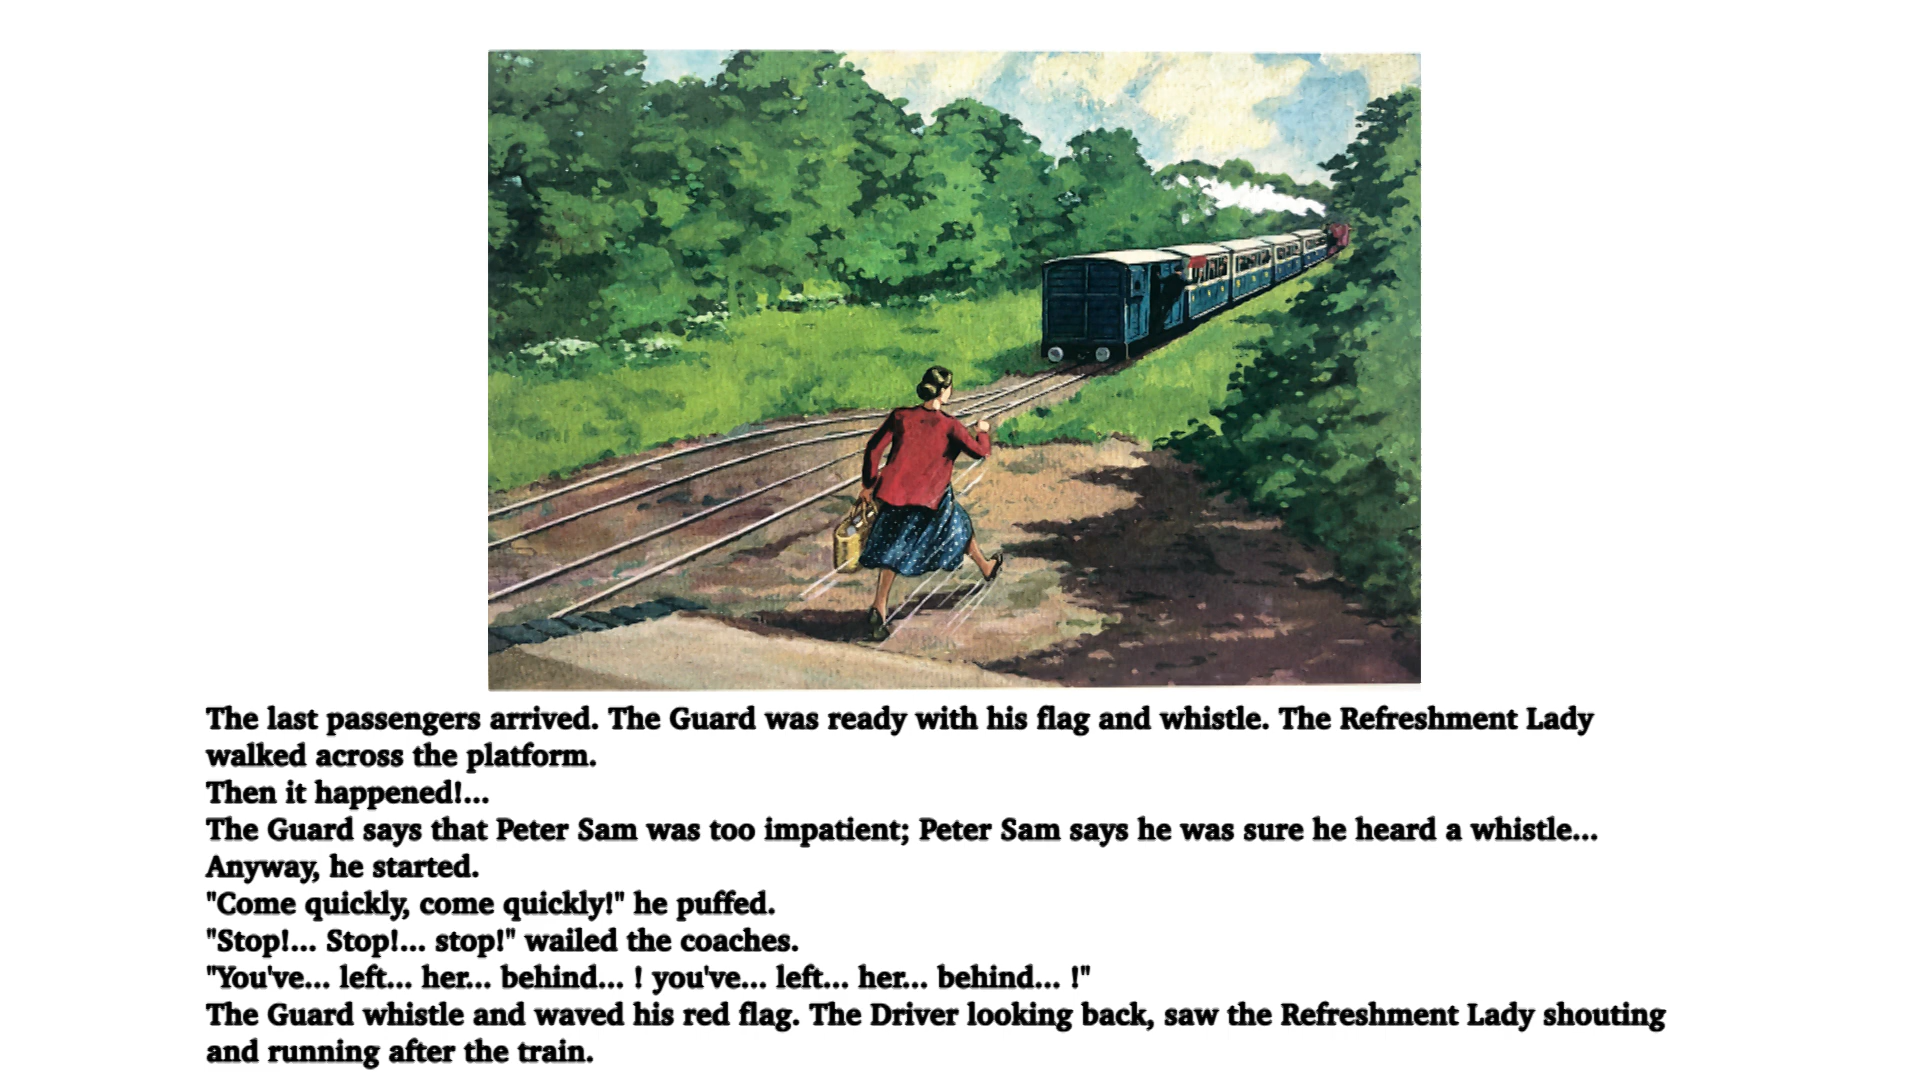 The last passengers arrived. The Guard was ready with his flag and whistle. The Refreshment Lady
walked across the platform.
Then it happened!...
The Guard says that Peter Sam was too impatient; Peter Sam says he was sure he heard a whistle...
Anyway, he started.
"Come quickly, come quickly!" he puffed.
"Stop!... Stop!... stop!" wailed the coaches.
"You've... left... her... behind... ! you've... left... her... behind... !"
The Guard whistle and waved his red flag. The Driver looking back, saw the Refreshment Lady shouting
and running after the train.